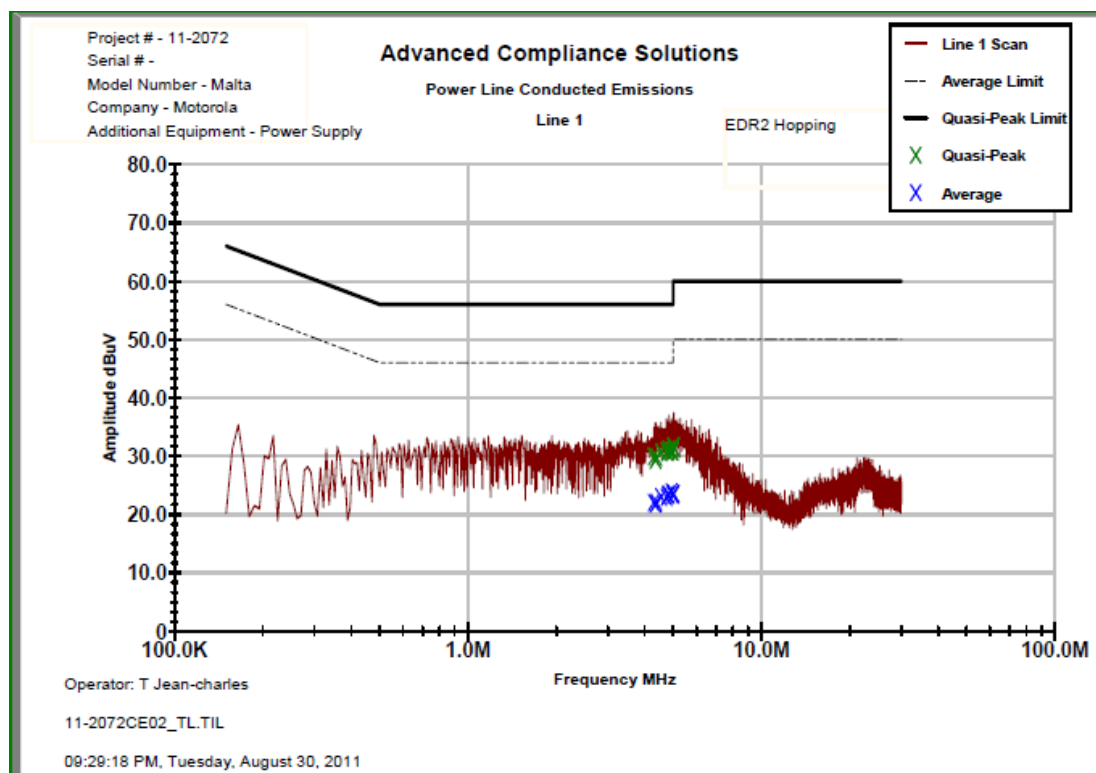 Project # - 11-2072
Serial # -
Model Number - Malta
Company - Motorola
Additional Equipment - Power Supply
Advanced Compliance Solutions
Power Line Conducted Emissions
Line 1
EDR2 Hopping
Line 1 Scan
Average Limit
Quasi-Peak Limit
Quasi-Peak
Average
Amplitude dBuV
80.0
70.0
60.0
50.0
40.0
30.0
20.0
10.0
0
100.0K
1.0M
10.0M
100.0M
Frequency MHz
Operator: T Jean-charles
11-2072CE02_TL.TIL
09:29:18 PM, Tuesday, August 30, 2011